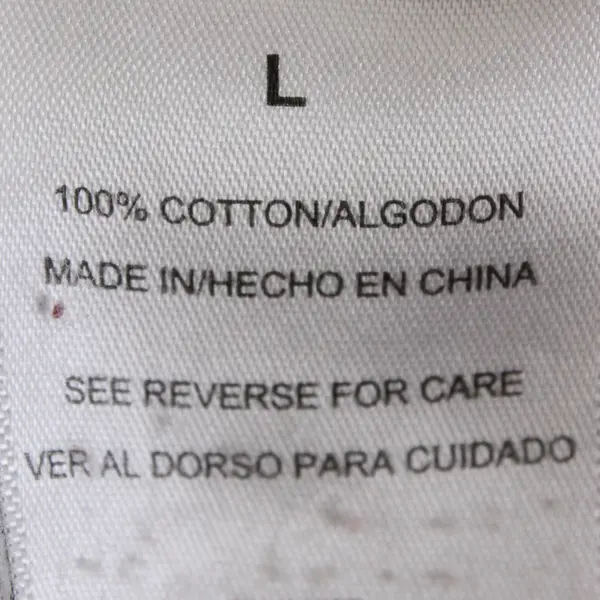 L
100% COTTON/ALGODON
MADE IN/HECHO EN CHINA
SEE REVERSE FOR CARE
VER AL DORSO PARA CUIDADO